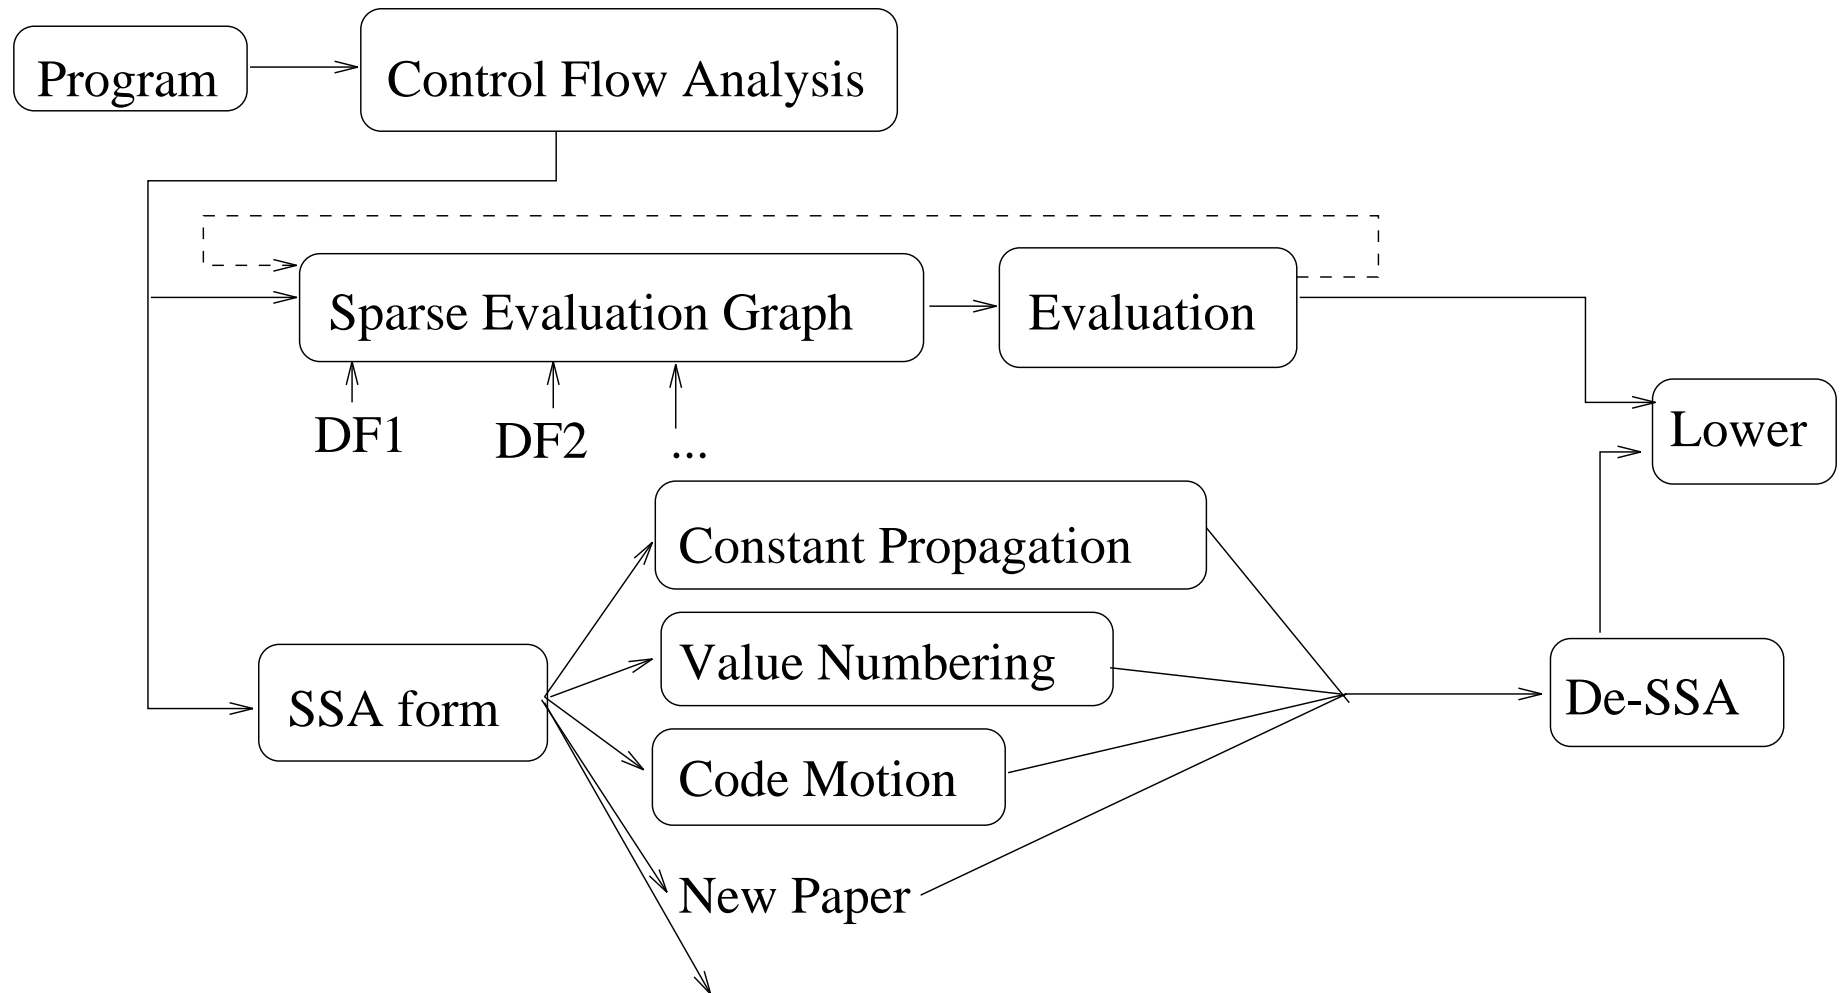 Program
Control Flow Analysis
Sparse Evaluation Graph
Evaluation
DF1
DF2
...
Lower
Constant Propagation
Value Numbering
SSA form
De-SSA
Code Motion
New Paper